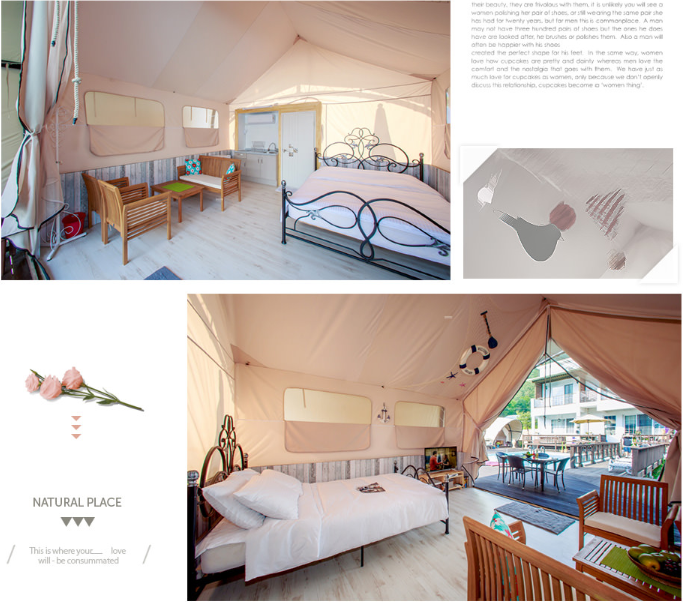 their beauty, they are frivolous with them, it is unlikely you will see a
women polishing her pair of shoes, or still wearing the same pair she
has had for twenty years, but for men this is commonplace. A man
may not have three hundred pairs of shoes but the ones he does
have are looked after, he brushes or polishes them. Also a man will
often be happier with his shoes
created the perfect shape for his feet. In the same way, women
love how cupcakes are pretty and dainty whereas men love the
comfort and the nostalgia that goes with them. We have just as
much love for cupcakes as women, only because we don't openly
discuss this relationship, cupcakes become a 'women thing'.
NATURAL PLACE
This is where your__ love
will - be consummated